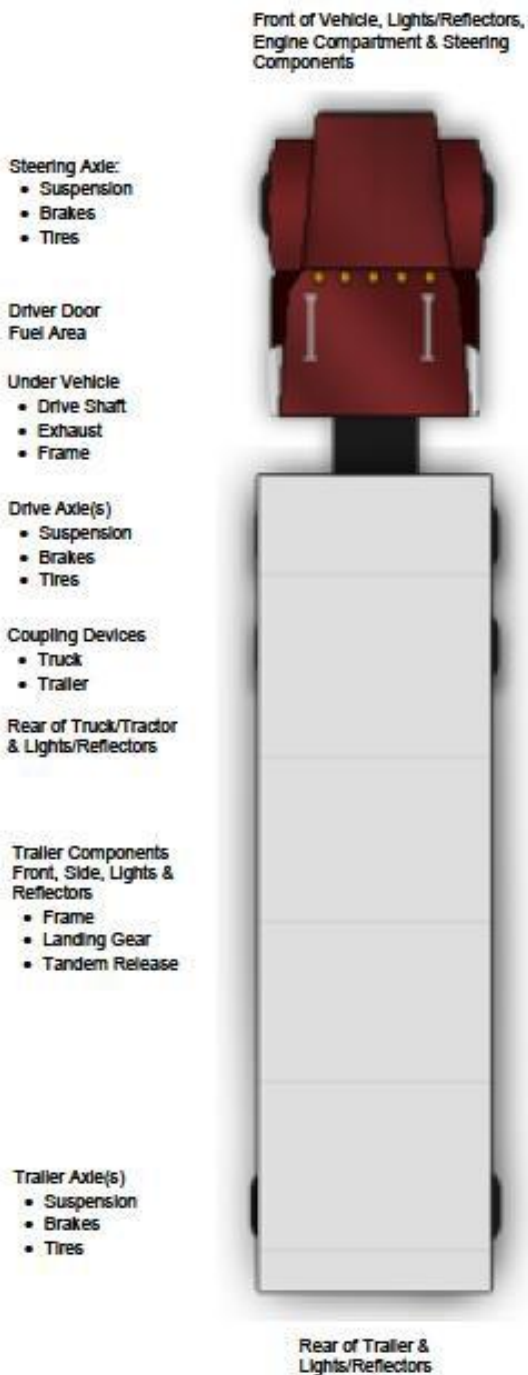 Front of Vehicle, Lights/Reflectors,
Engine Compartment & Steering
Components
Steering Axle:
• Suspension
• Brakes
• Tires
Driver Door
Fuel Area
Under Vehicle
• Drive Shaft
• Exhaust
• Frame
Drive Axle(s)
• Suspension
• Brakes
• Tires
Coupling Devices
• Truck
• Trailer
Rear of Truck/Tractor
& Lights/Reflectors
Trailer Components
Front, Side, Lights &
Reflectors
• Frame
• Landing Gear
• Tandem Release
Trailer Axle(s)
• Suspension
• Brakes
• Tires
Rear of Trailer &
Lights/Reflectors